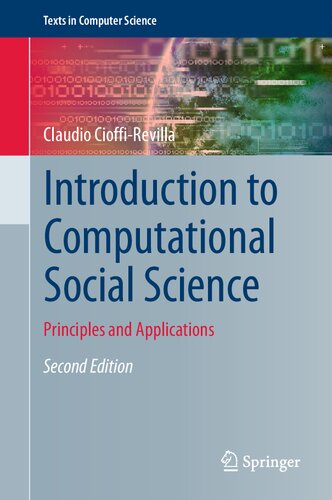 Texts in Computer Science
Claudio Cioffi-Revilla
Introduction to
Computational
Social Science
Principles and Applications
Second Edition
Springer